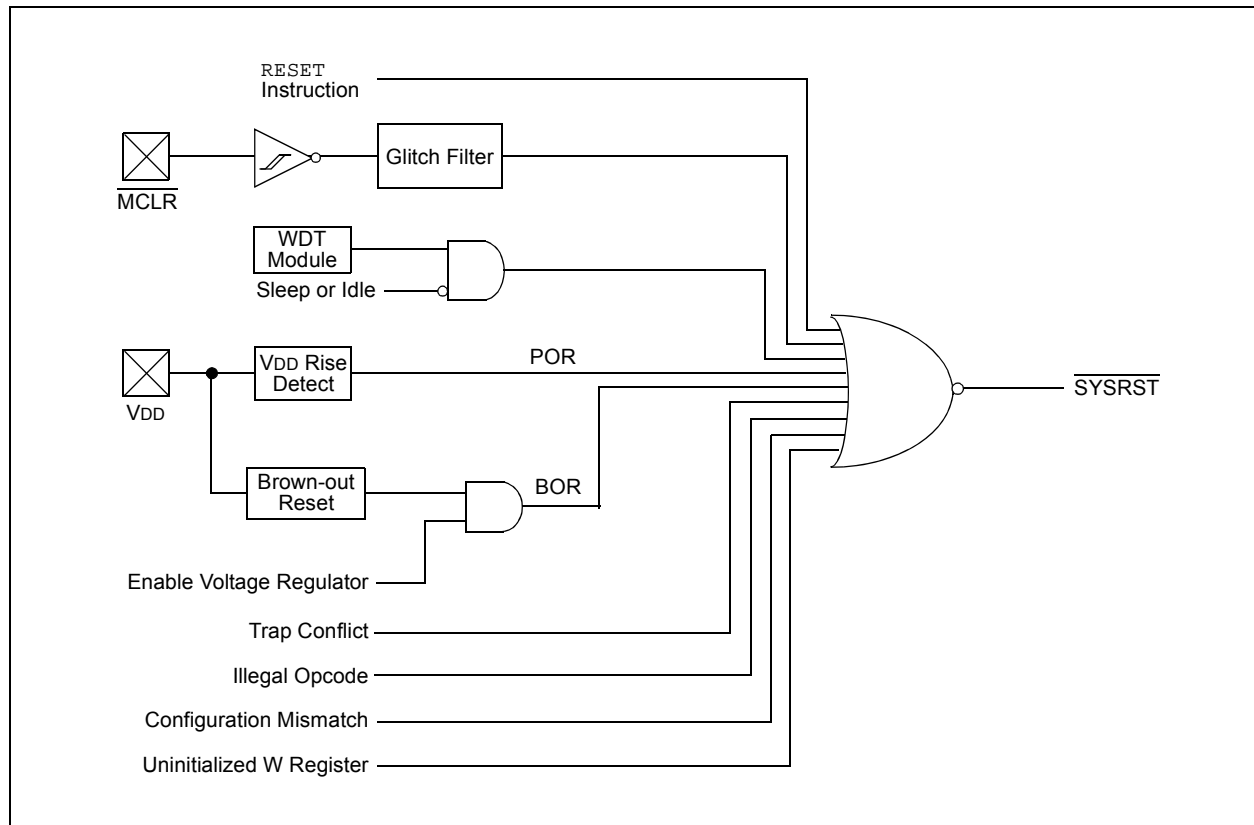 RESET
Instruction
Glitch Filter
MCLR
WDT
Module
Sleep or Idle
VDD Rise
Detect
POR
VDD
SYSRST
Brown-out
Reset
BOR
Enable Voltage Regulator
Trap Conflict
Illegal Opcode
Configuration Mismatch
Uninitialized W Register